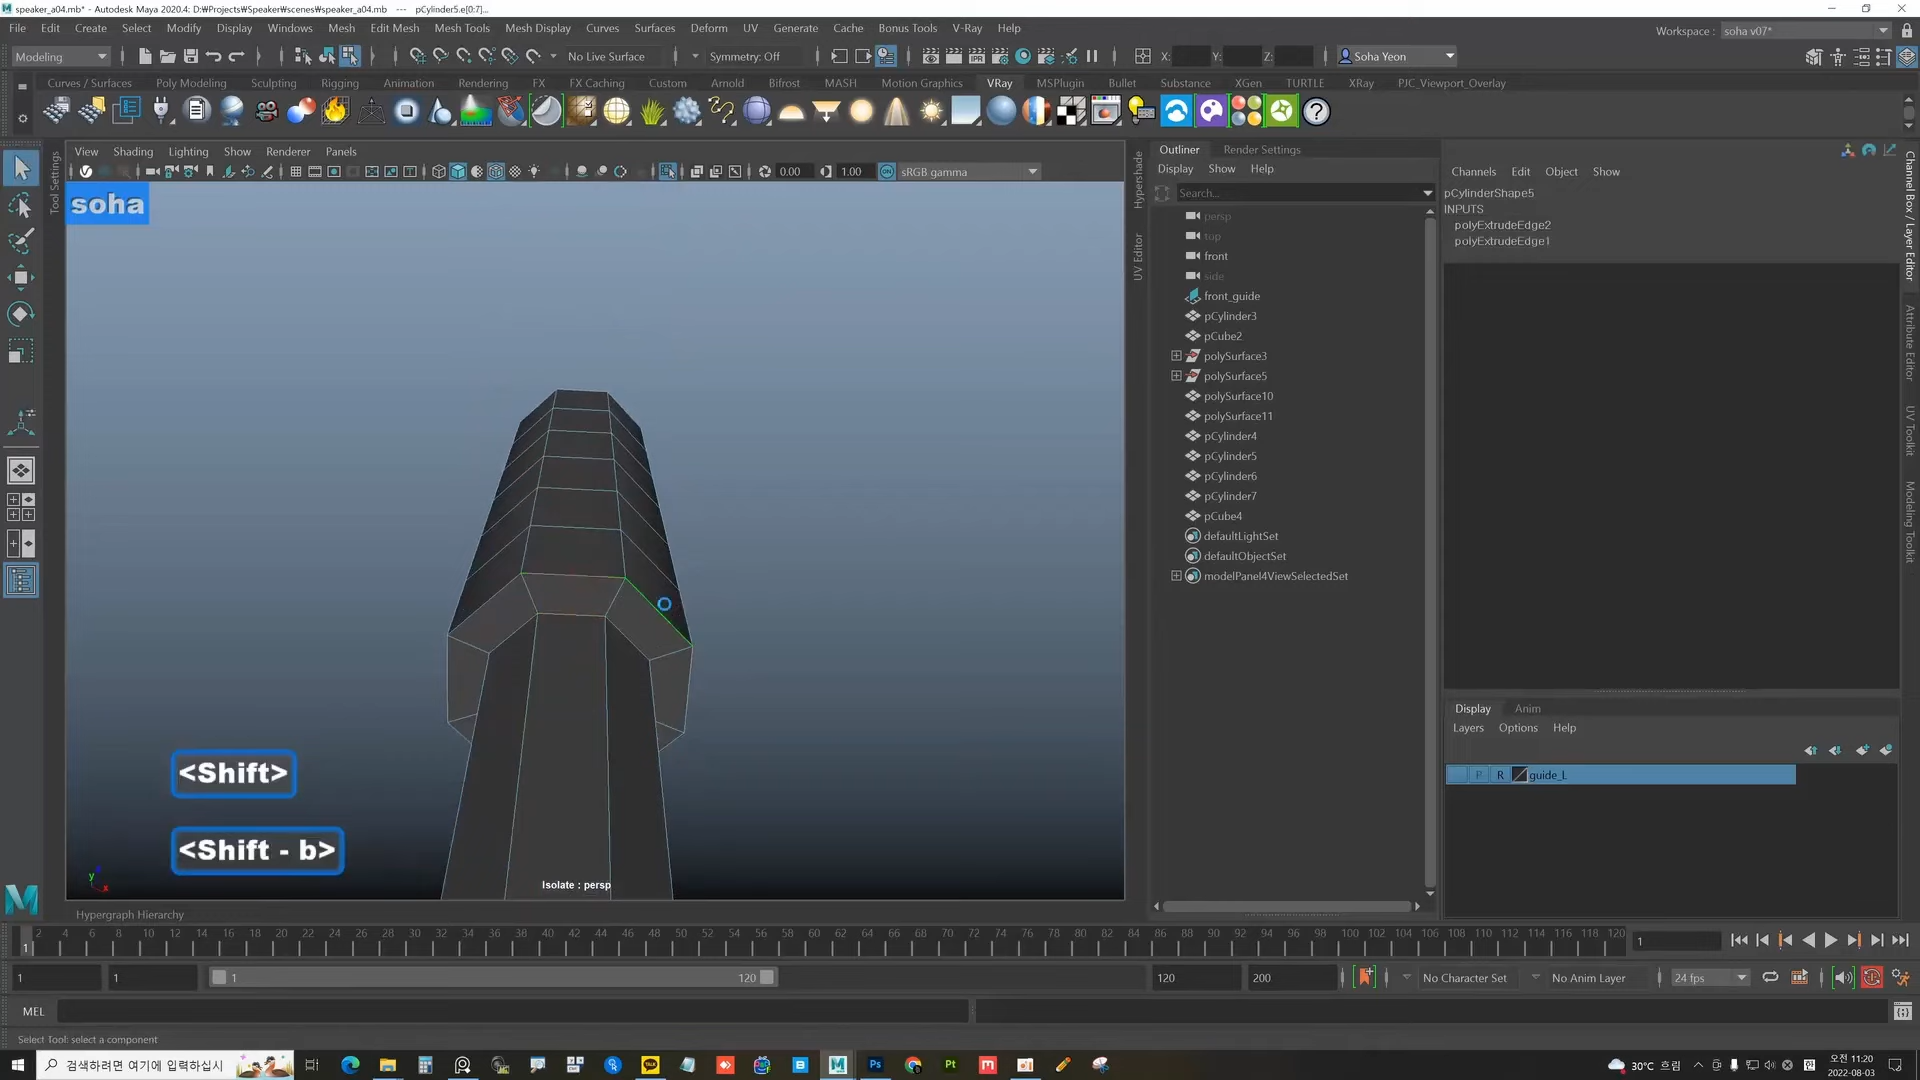 speaker_a04.mb* - Autodesk Maya 2020.4: D:₩Projects₩Speaker₩scenes₩speaker_a04.mb --- pCylinder5.e[0:7]...
File Edit Create Select Modify Display Windows Mesh Edit Mesh Mesh Tools Mesh Display Curves Surfaces Deform UV Generate Cache Bonus Tools V-Ray Help
Workspace : soha v07*
Modeling No Live Surface Symmetry: Off X: Y: Z: Soha Yeon
Curves / Surfaces Poly Modeling Sculpting Rigging Animation Rendering FX FX Caching Custom Arnold Bifrost MASH Motion Graphics VRay MSPlugin Bullet Substance XGen TURTLE XRay PJC_Viewport_Overlay
View Shading Lighting Show Renderer Panels
0.00 1.00 sRGB gamma
Tool Settings
soha
<Shift>
<Shift - b>
y
x
Isolate : persp
Hypergraph Hierarchy
Hypershade
UV Editor
Outliner Render Settings
Display Show Help
Search...
persp
top
front
side
front_guide
pCylinder3
pCube2
polySurface3
polySurface5
polySurface10
polySurface11
pCylinder4
pCylinder5
pCylinder6
pCylinder7
pCube4
defaultLightSet
defaultObjectSet
modelPanel4ViewSelectedSet
Channels Edit Object Show
pCylinderShape5
INPUTS
polyExtrudeEdge2
polyExtrudeEdge1
Display Anim
Layers Options Help
P R guide_L
Channel Box / Layer Editor
Attribute Editor
UV Toolkit
Modeling Toolkit
1 2 4 6 8 10 12 14 16 18 20 22 24 26 28 30 32 34 36 38 40 42 44 46 48 50 52 54 56 58 60 62 64 66 68 70 72 74 76 78 80 82 84 86 88 90 92 94 96 98 100 102 104 106 108 110 112 114 116 118 120 1
1 1 1 120 120 200 No Character Set No Anim Layer 24 fps
MEL
Select Tool: select a component
검색하려면 여기에 입력하십시
30°C 흐림
오전 11:20
2022-08-03